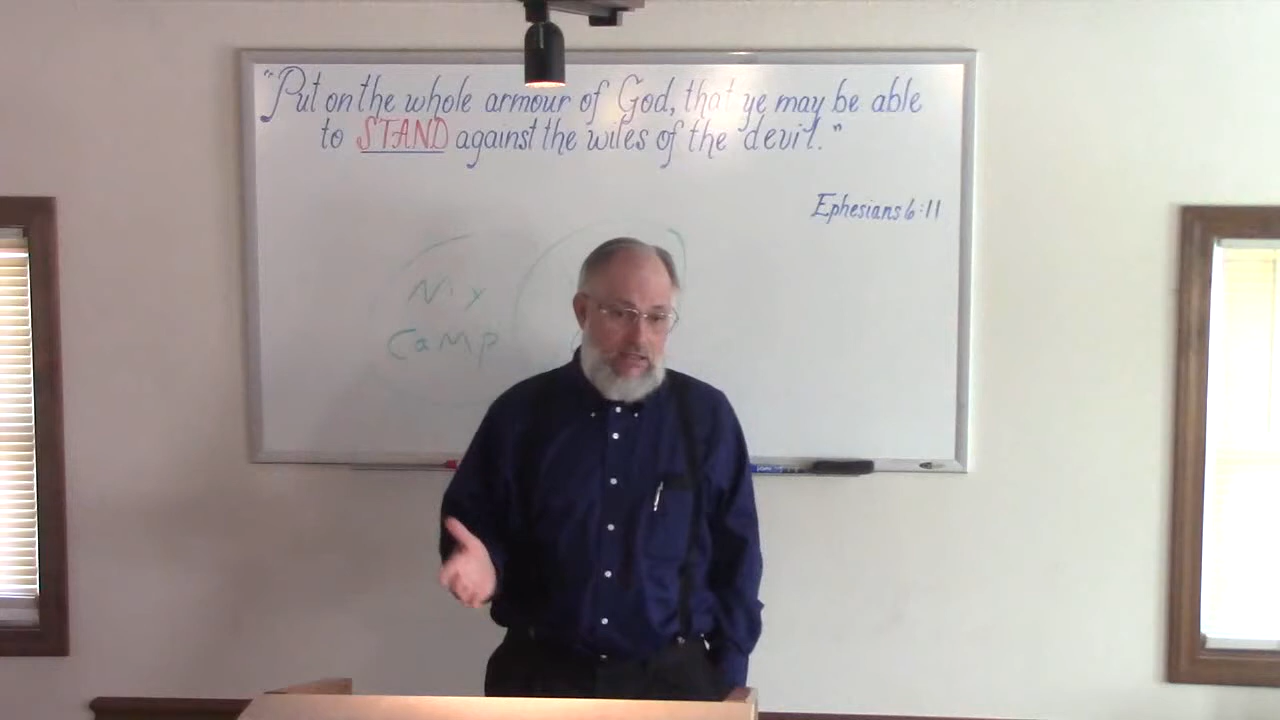 "Put on the whole armour of God, that ye may be able
to STAND against the wiles of the devil."
Ephesians 6:11
My
Camp